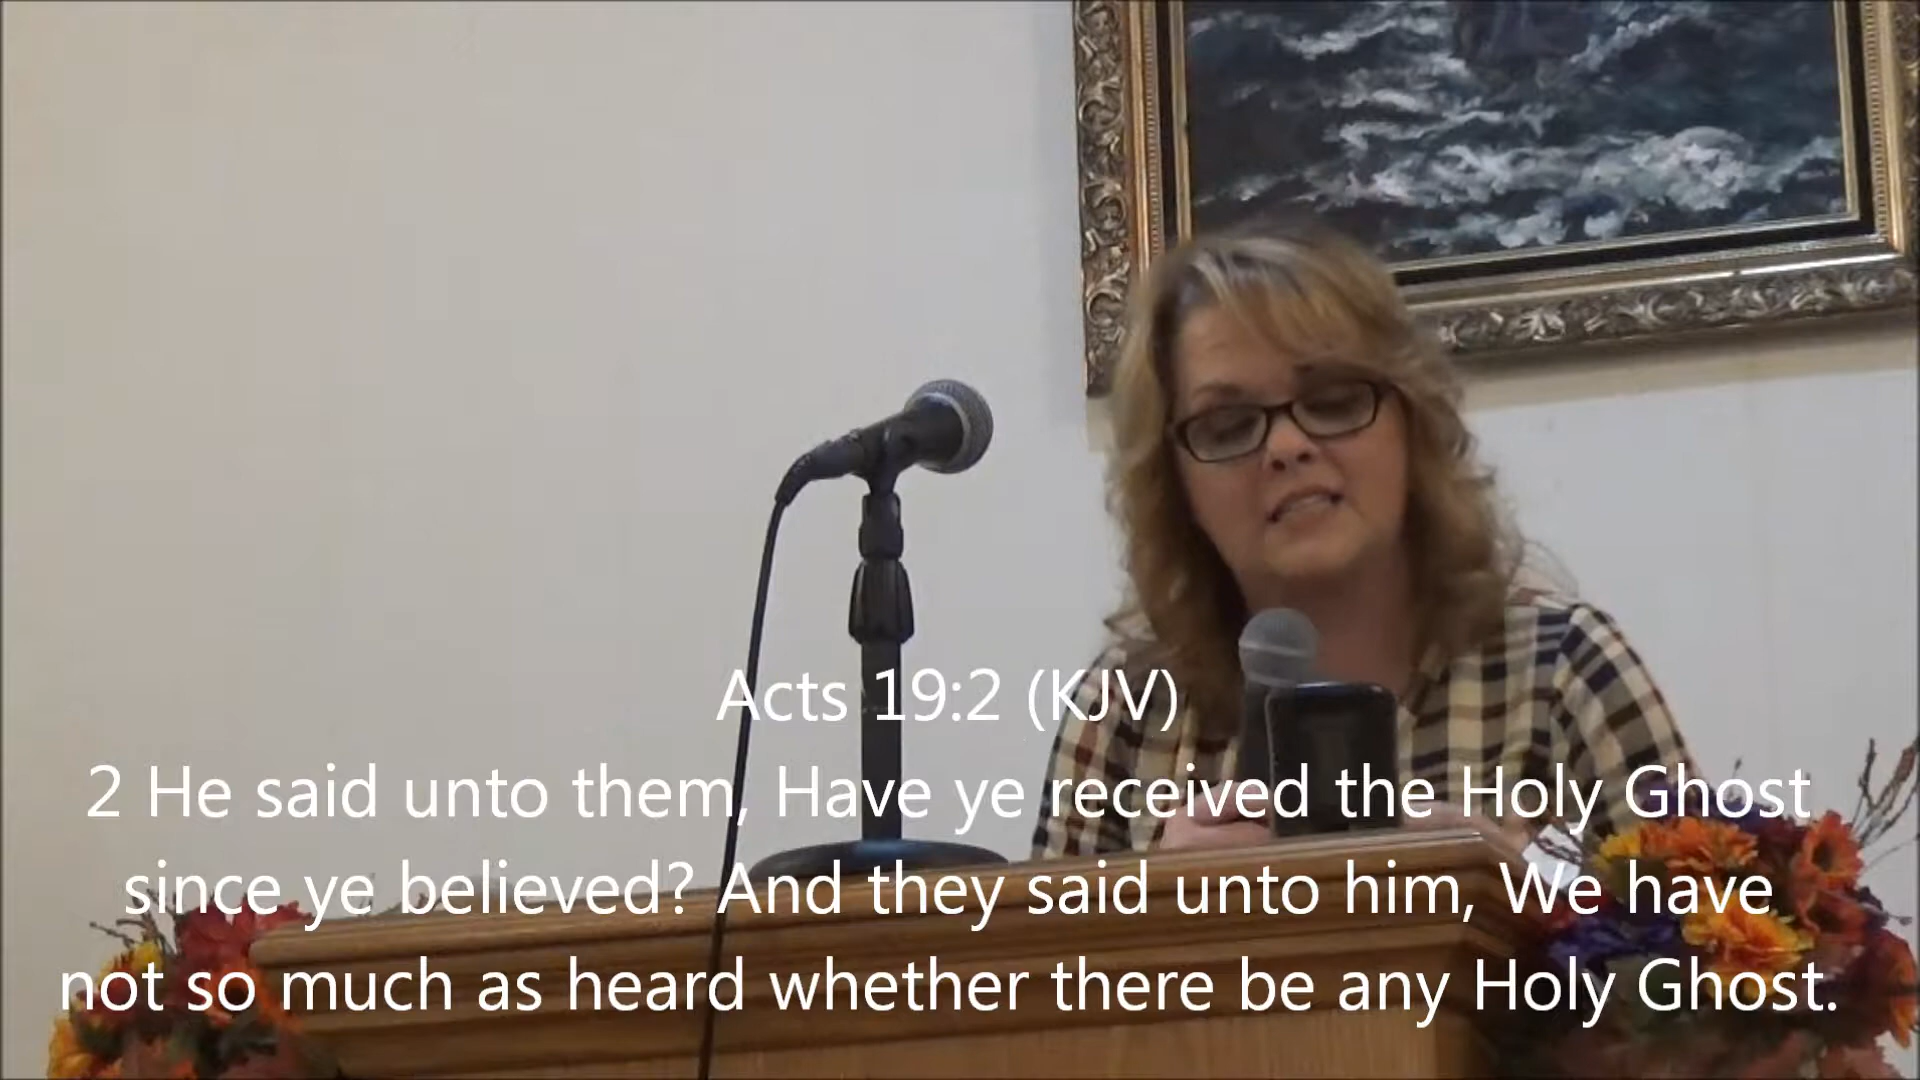 Acts 19:2 (KJV)
2 He said unto them, Have ye received the Holy Ghost
since ye believed? And they said unto him, We have
not so much as heard whether there be any Holy Ghost.